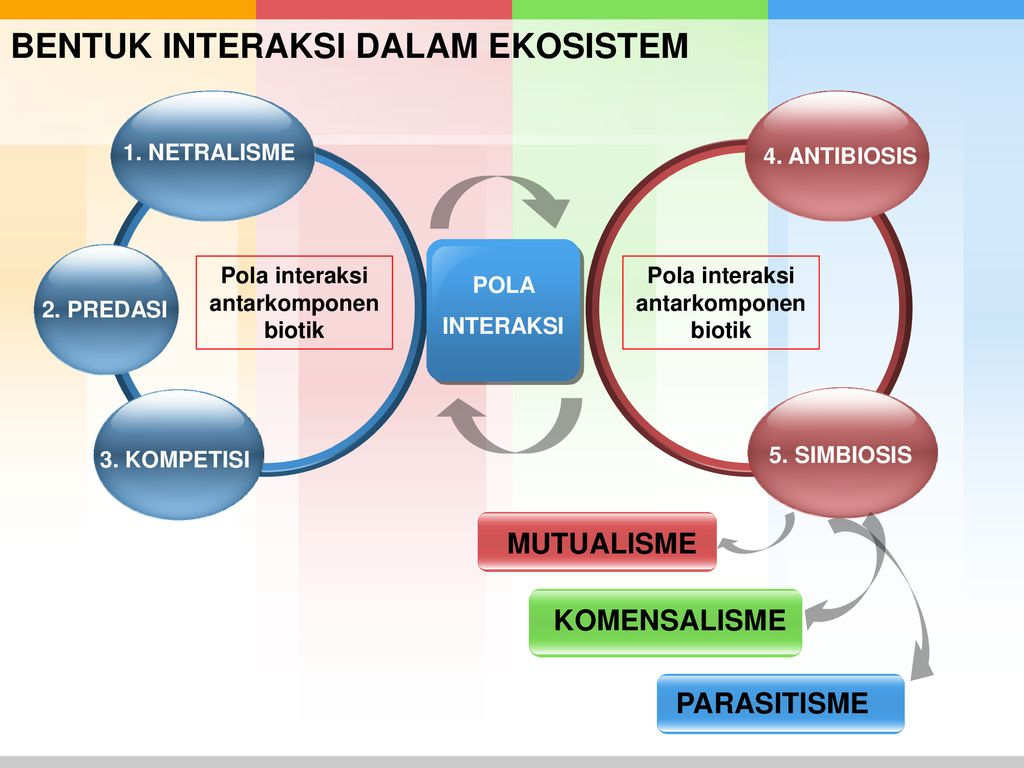 BENTUK INTERAKSI DALAM EKOSISTEM
1. NETRALISME
2. PREDASI
3. KOMPETISI
Pola interaksi
antarkomponen
biotik
POLA
INTERAKSI
Pola interaksi
antarkomponen
biotik
4. ANTIBIOSIS
5. SIMBIOSIS
MUTUALISME
KOMENSALISME
PARASITISME